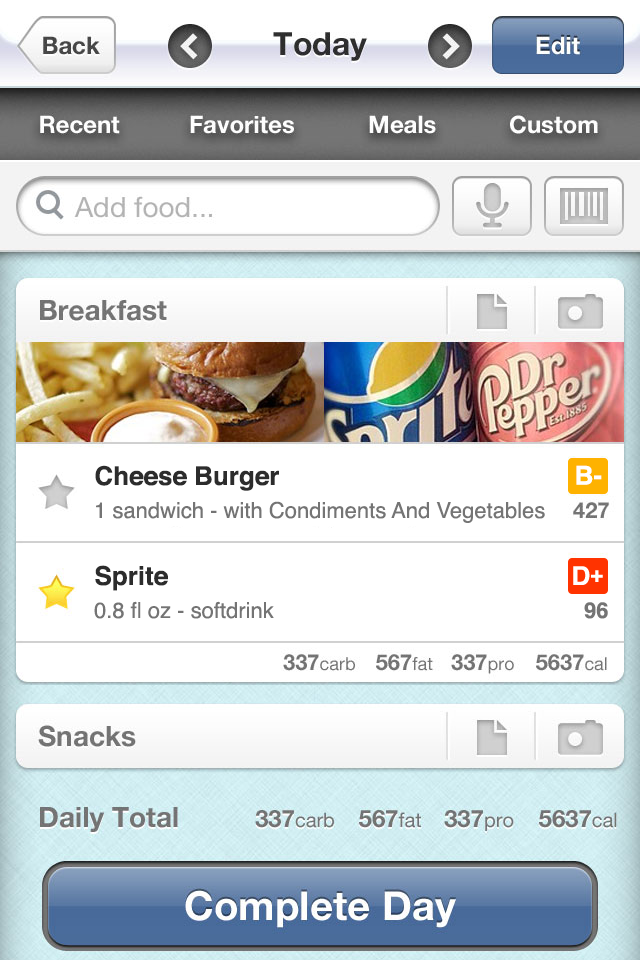 Back Today Edit
Recent Favorites Meals Custom
Add food...
Breakfast
Sprite Dr Pepper Est.1885
Cheese Burger B-
1 sandwich - with Condiments And Vegetables 427
Sprite D+
0.8 fl oz - softdrink 96
337carb 567fat 337pro 5637cal
Snacks
Daily Total 337carb 567fat 337pro 5637cal
Complete Day